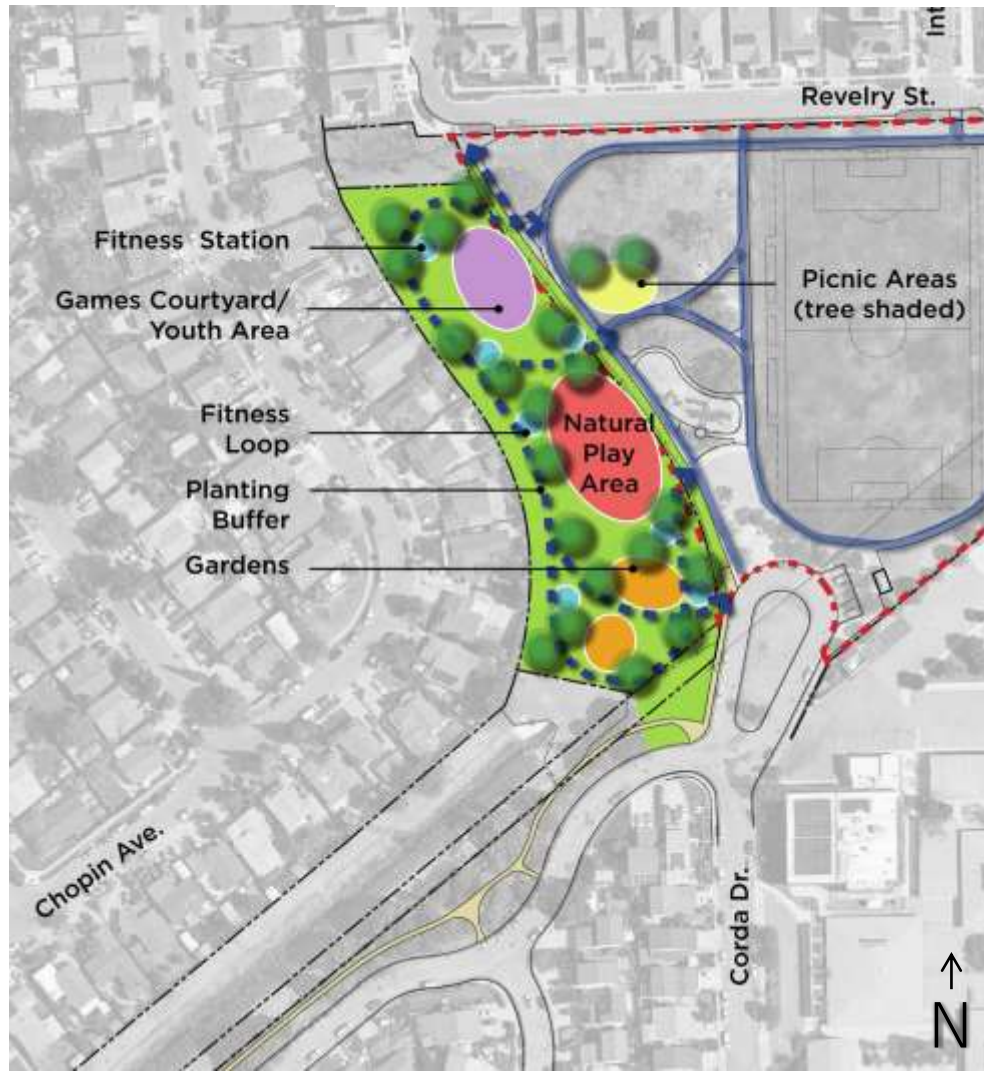 Int
Revelry St.
Fitness Station
Games Courtyard/
Youth Area
Picnic Areas
(tree shaded)
Fitness
Loop
Natural
Play
Area
Planting
Buffer
Gardens
Chopin Ave.
Corda Dr.
N